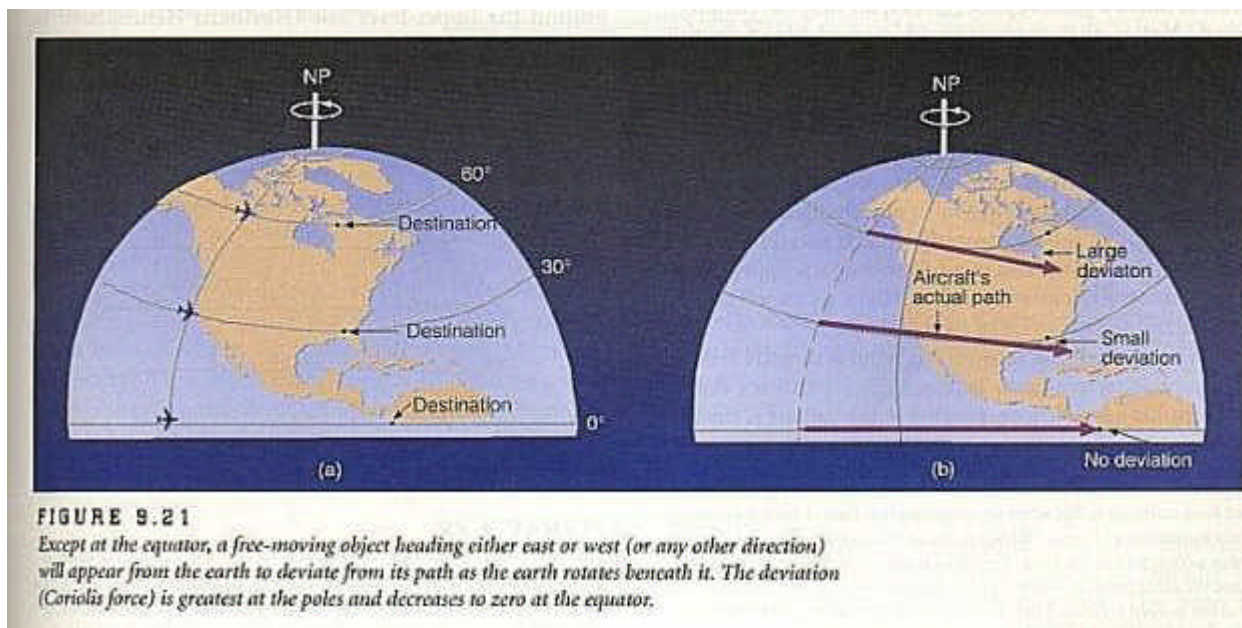 NP
60°
Destination
30°
Destination
Destination
0°
(a)
NP
Large
deviaton
Aircraft's
actual path
Small
deviation
No deviation
(b)
FIGURE 9.21
Except at the equator, a free-moving object heading either east or west (or any other direction)
will appear from the earth to deviate from its path as the earth rotates beneath it. The deviation
(Coriolis force) is greatest at the poles and decreases to zero at the equator.